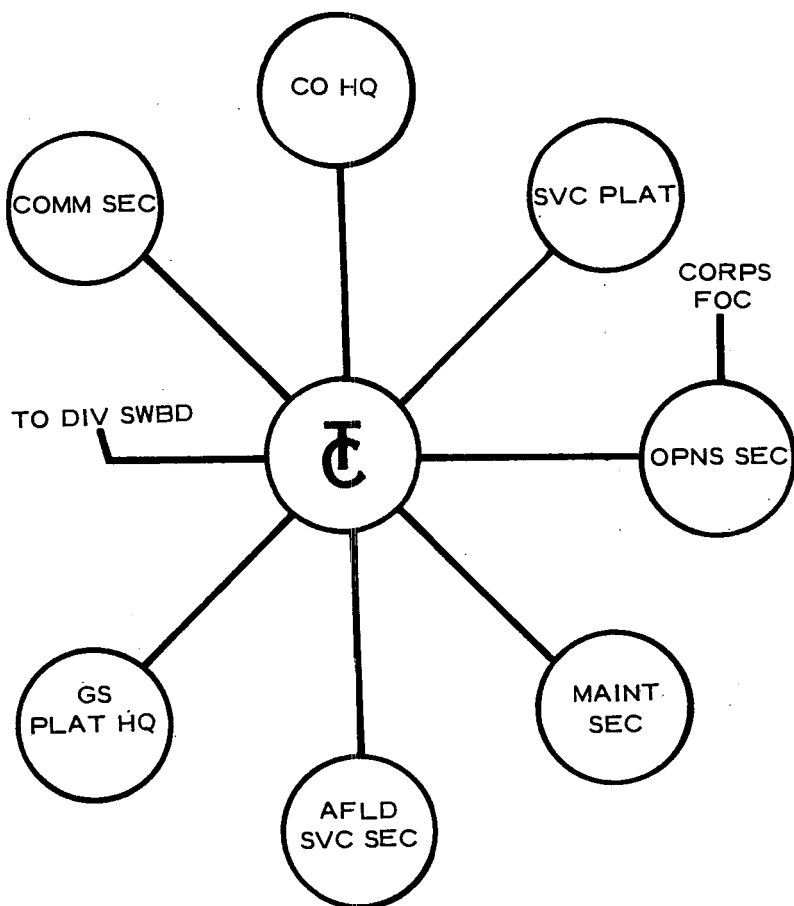 CO HQ
COMM SEC
SVC PLAT
CORPS
FOC
TO DIV SWBD
TC
OPNS SEC
GS
PLAT HQ
MAINT
SEC
AFLD
SVC SEC